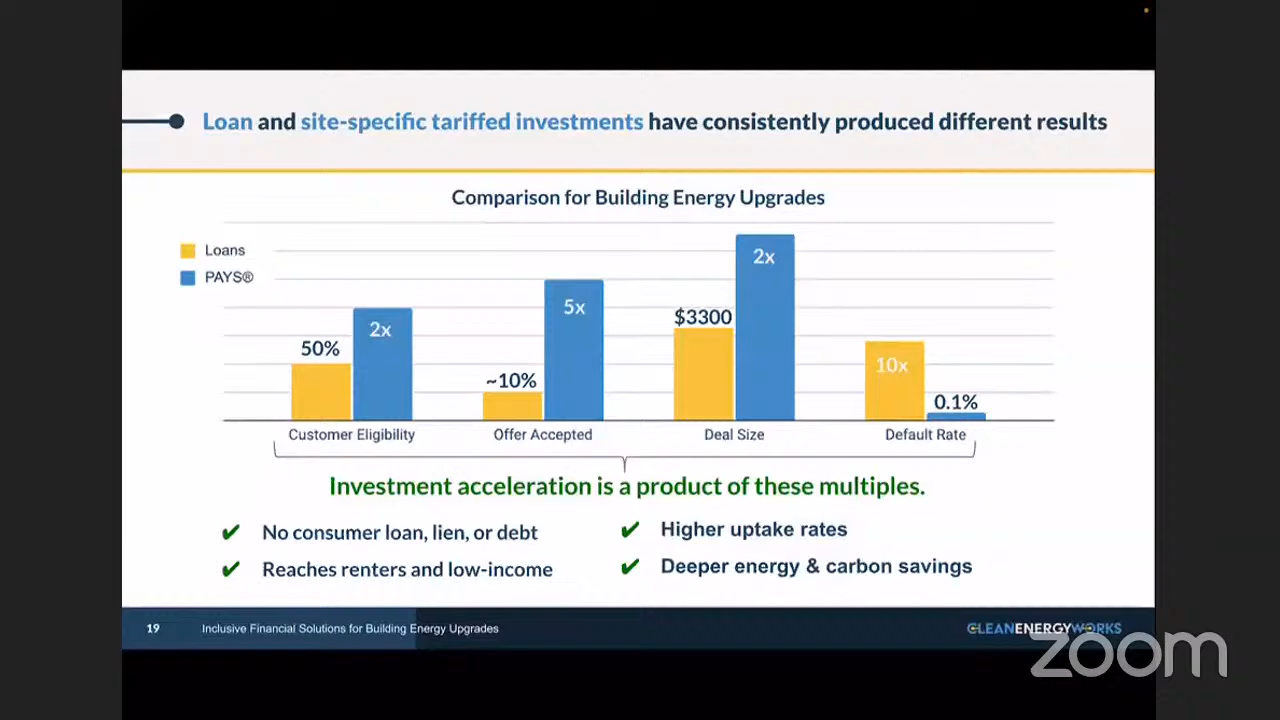 Loan and site-specific tariffed investments have consistently produced different results
Comparison for Building Energy Upgrades
Loans
PAYS®
50%
2x
~10%
5x
$3300
2x
10x
0.1%
Customer Eligibility
Offer Accepted
Deal Size
Default Rate
Investment acceleration is a product of these multiples.
✔ No consumer loan, lien, or debt
✔ Reaches renters and low-income
✔ Higher uptake rates
✔ Deeper energy & carbon savings
19
Inclusive Financial Solutions for Building Energy Upgrades
CLEANENERGYWORKS
zoom